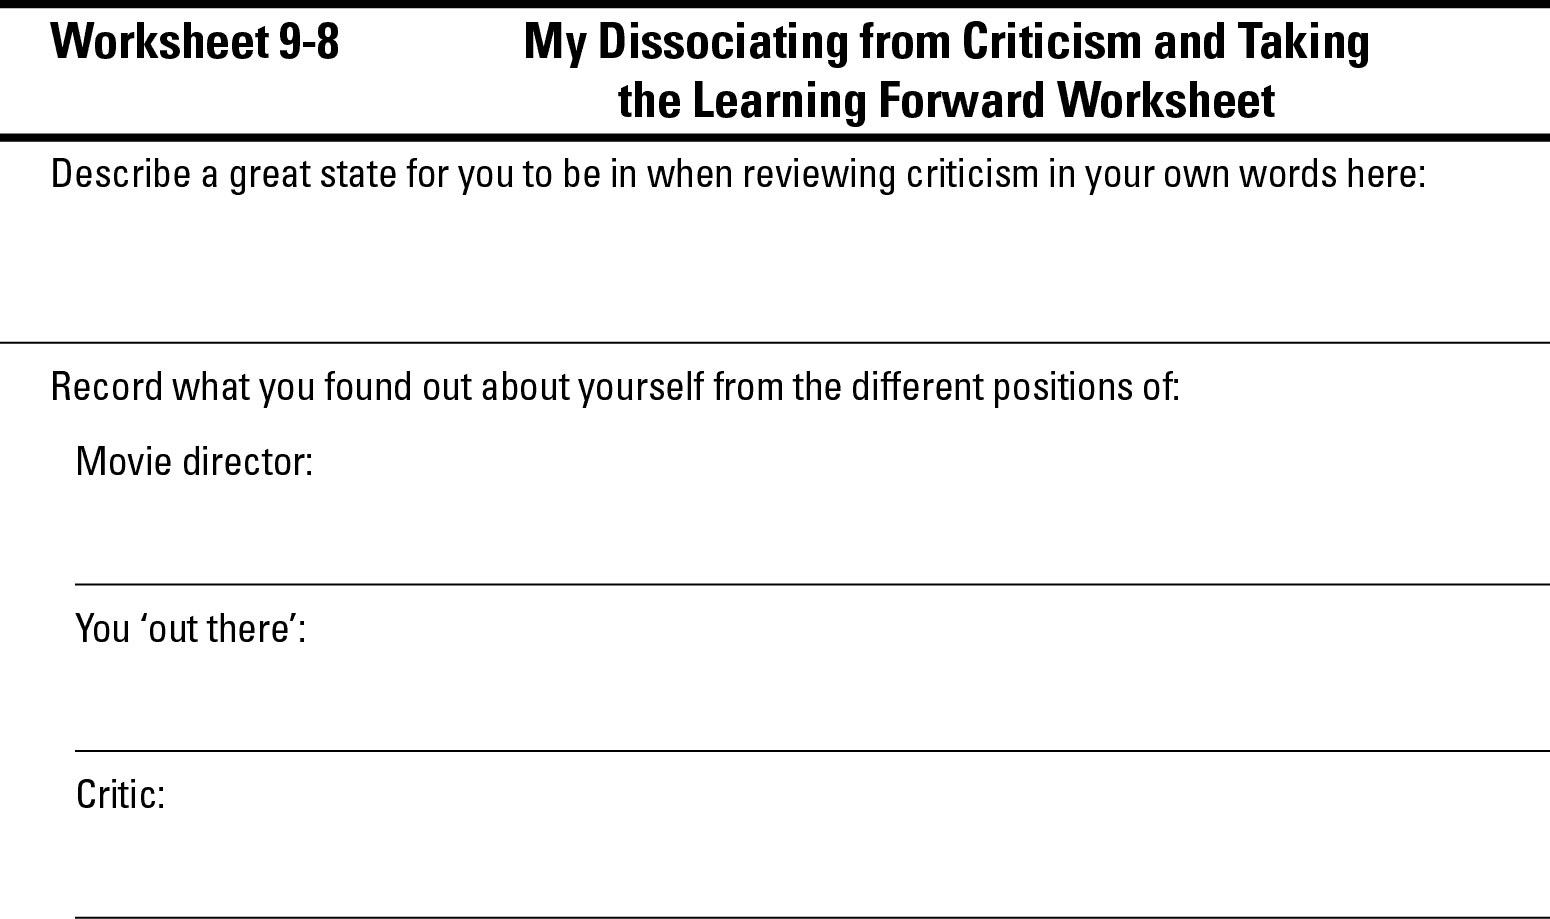 Worksheet 9-8
My Dissociating from Criticism and Taking
the Learning Forward Worksheet
Describe a great state for you to be in when reviewing criticism in your own words here:
Record what you found out about yourself from the different positions of:
Movie director:
You ‘out there’:
Critic: